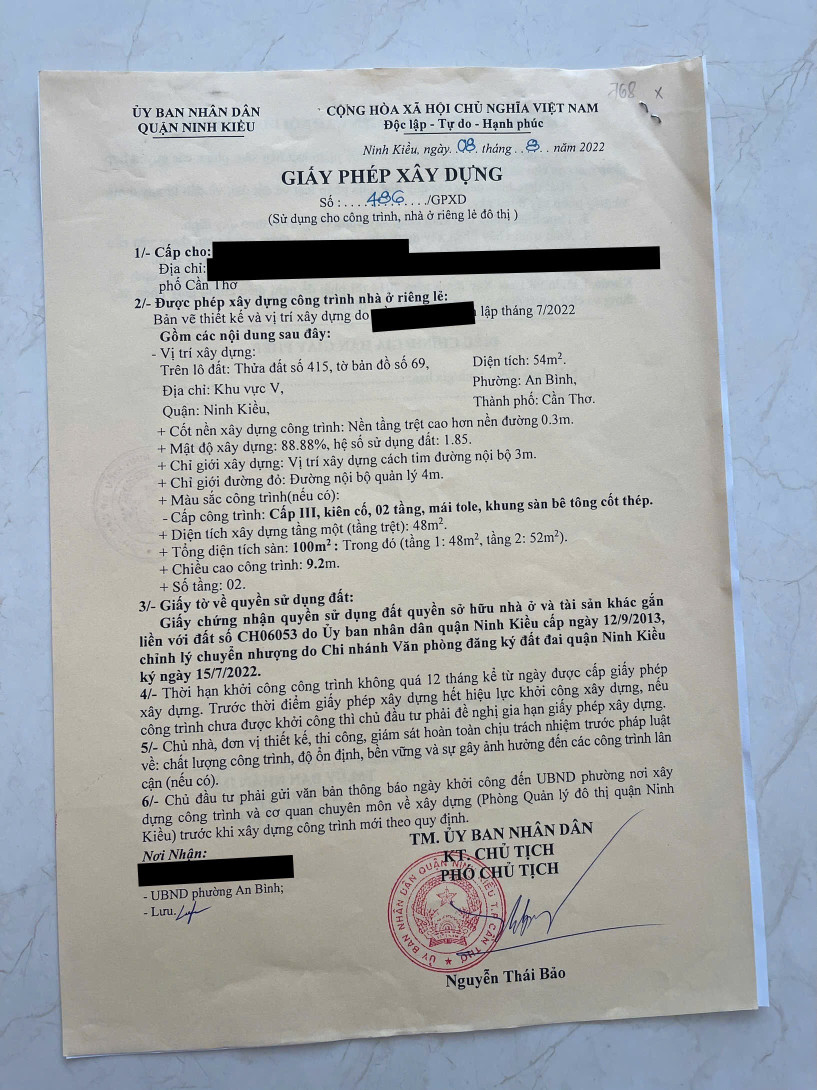 768 x
ỦY BAN NHÂN DÂN
QUẬN NINH KIỀU
CỘNG HÒA XÃ HỘI CHỦ NGHĨA VIỆT NAM
Độc lập - Tự do - Hạnh phúc
Ninh Kiều, ngày. .08. tháng . .8. . năm 2022
GIẤY PHÉP XÂY DỰNG
Số : . . . .486. . . . . ./GPXD
(Sử dụng cho công trình, nhà ở riêng lẻ đô thị )
1/- Cấp cho:
Địa chỉ:
phố Cần Thơ
2/- Được phép xây dựng công trình nhà ở riêng lẻ:
Bản vẽ thiết kế và vị trí xây dựng do lập tháng 7/2022
Gồm các nội dung sau đây:
- Vị trí xây dựng:
Trên lô đất: Thửa đất số 415, tờ bản đồ số 69, Diện tích: 54m².
Địa chỉ: Khu vực V, Phường: An Bình,
Quận: Ninh Kiều, Thành phố: Cần Thơ.
+ Cốt nền xây dựng công trình: Nền tầng trệt cao hơn nền đường 0.3m.
+ Mật độ xây dựng: 88.88%, hệ số sử dụng đất: 1.85.
+ Chỉ giới xây dựng: Vị trí xây dựng cách tim đường nội bộ 3m.
+ Chỉ giới đường đỏ: Đường nội bộ quản lý 4m.
+ Màu sắc công trình(nếu có):
- Cấp công trình: Cấp III, kiên cố, 02 tầng, mái tole, khung sàn bê tông cốt thép.
+ Diện tích xây dựng tầng một (tầng trệt): 48m².
+ Tổng diện tích sàn: 100m² : Trong đó (tầng 1: 48m², tầng 2: 52m²).
+ Chiều cao công trình: 9.2m.
+ Số tầng: 02.
3/- Giấy tờ về quyền sử dụng đất:
Giấy chứng nhận quyền sử dụng đất quyền sở hữu nhà ở và tài sản khác gắn
liền với đất số CH06053 do Ủy ban nhân dân quận Ninh Kiều cấp ngày 12/9/2013,
chỉnh lý chuyển nhượng do Chi nhánh Văn phòng đăng ký đất đai quận Ninh Kiều
ký ngày 15/7/2022.
4/- Thời hạn khởi công công trình không quá 12 tháng kể từ ngày được cấp giấy phép
xây dựng. Trước thời điểm giấy phép xây dựng hết hiệu lực khởi công xây dựng, nếu
công trình chưa được khởi công thì chủ đầu tư phải đề nghị gia hạn giấy phép xây dựng.
5/- Chủ nhà, đơn vị thiết kế, thi công, giám sát hoàn toàn chịu trách nhiệm trước pháp luật
về: chất lượng công trình, độ ổn định, bền vững và sự gây ảnh hưởng đến các công trình lân
cận (nếu có).
6/- Chủ đầu tư phải gửi văn bản thông báo ngày khởi công đến UBND phường nơi xây
dựng công trình và cơ quan chuyên môn về xây dựng (Phòng Quản lý đô thị quận Ninh
Kiều) trước khi xây dựng công trình mới theo quy định.
Nơi Nhận:
- UBND phường An Bình;
- Lưu.
TM. ỦY BAN NHÂN DÂN
KT. CHỦ TỊCH
PHÓ CHỦ TỊCH
ỦY BAN NHÂN DÂN QUẬN NINH KIỀU T.P CẦN THƠ
Nguyễn Thái Bảo